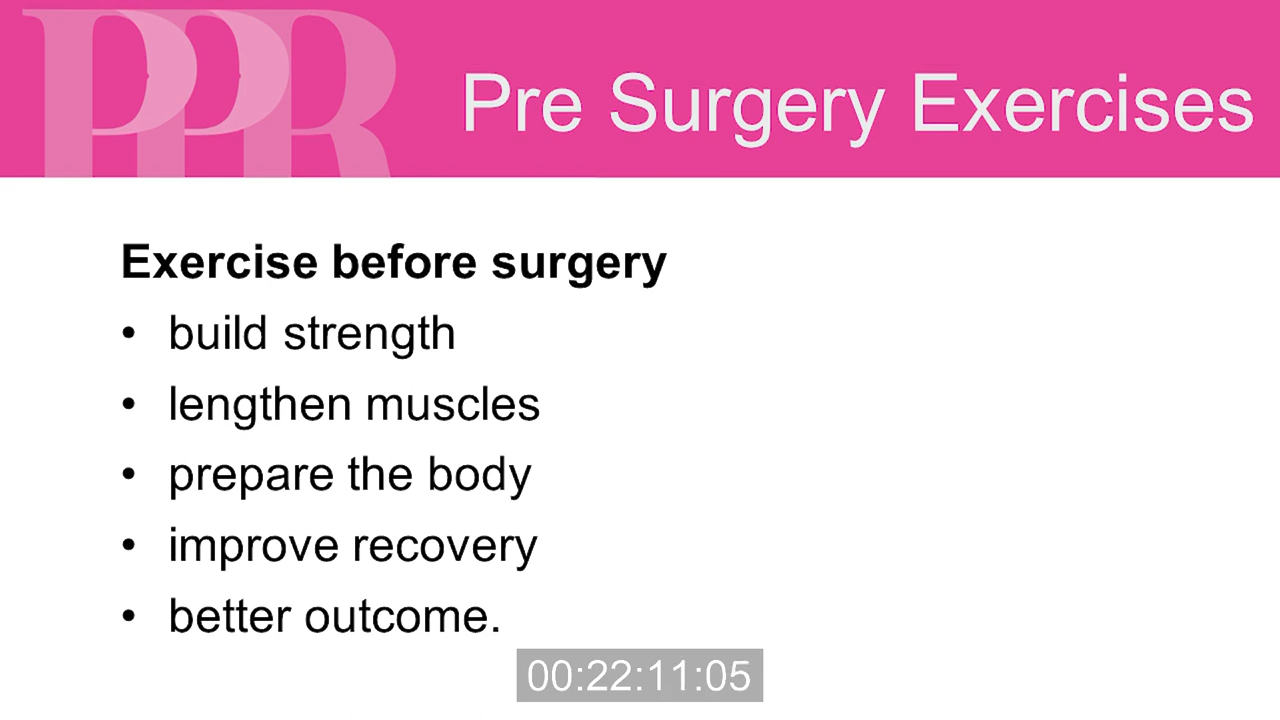 PPR
Pre Surgery Exercises
Exercise before surgery
• build strength
• lengthen muscles
• prepare the body
• improve recovery
• better outcome.
00:22:11:05